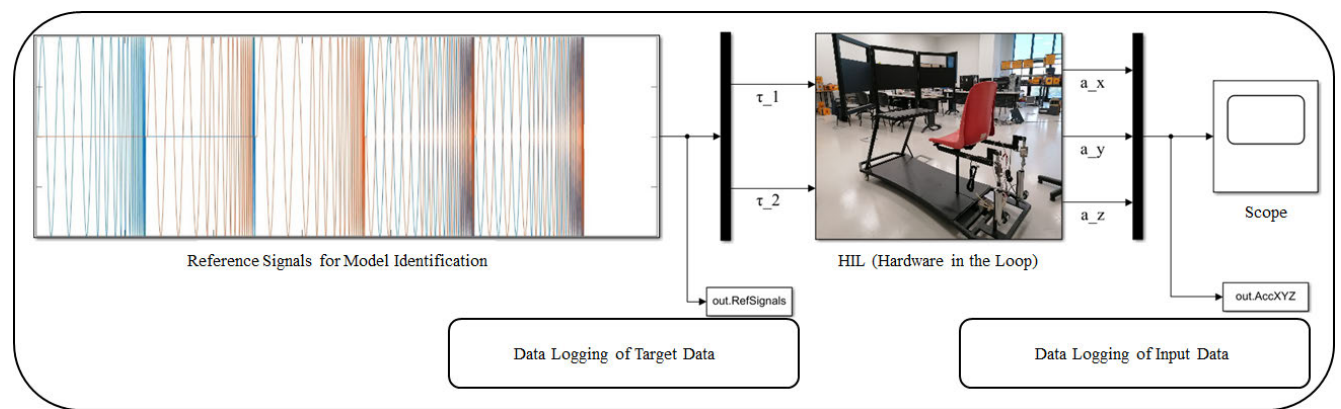 τ_1
τ_2
a_x
a_y
a_z
Scope
Reference Signals for Model Identification
HIL (Hardware in the Loop)
out.RefSignals
out.AccXYZ
Data Logging of Target Data
Data Logging of Input Data